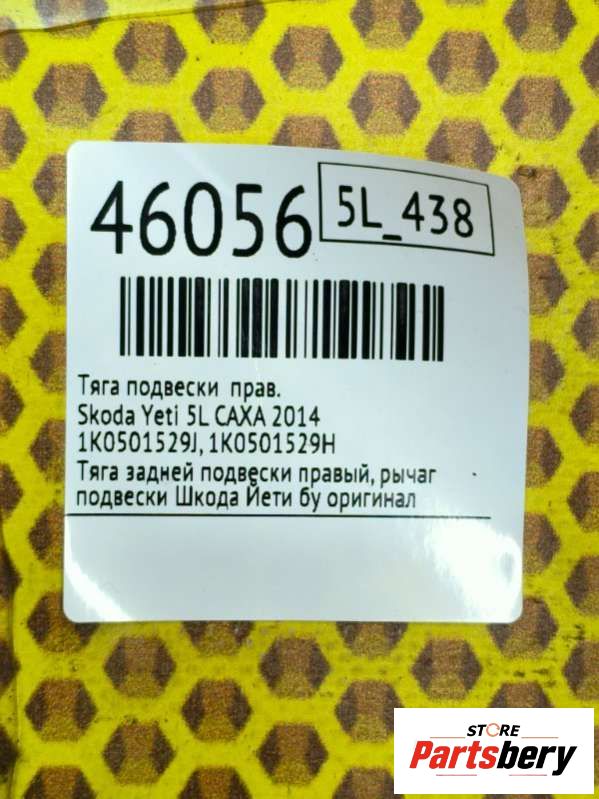 46056 5L_438
Тяга подвески прав.
Skoda Yeti 5L CAXA 2014
1K0501529J, 1K0501529H
Тяга задней подвески правый, рычаг
подвески Шкода Йети бу оригинал
STORE
Partsbery